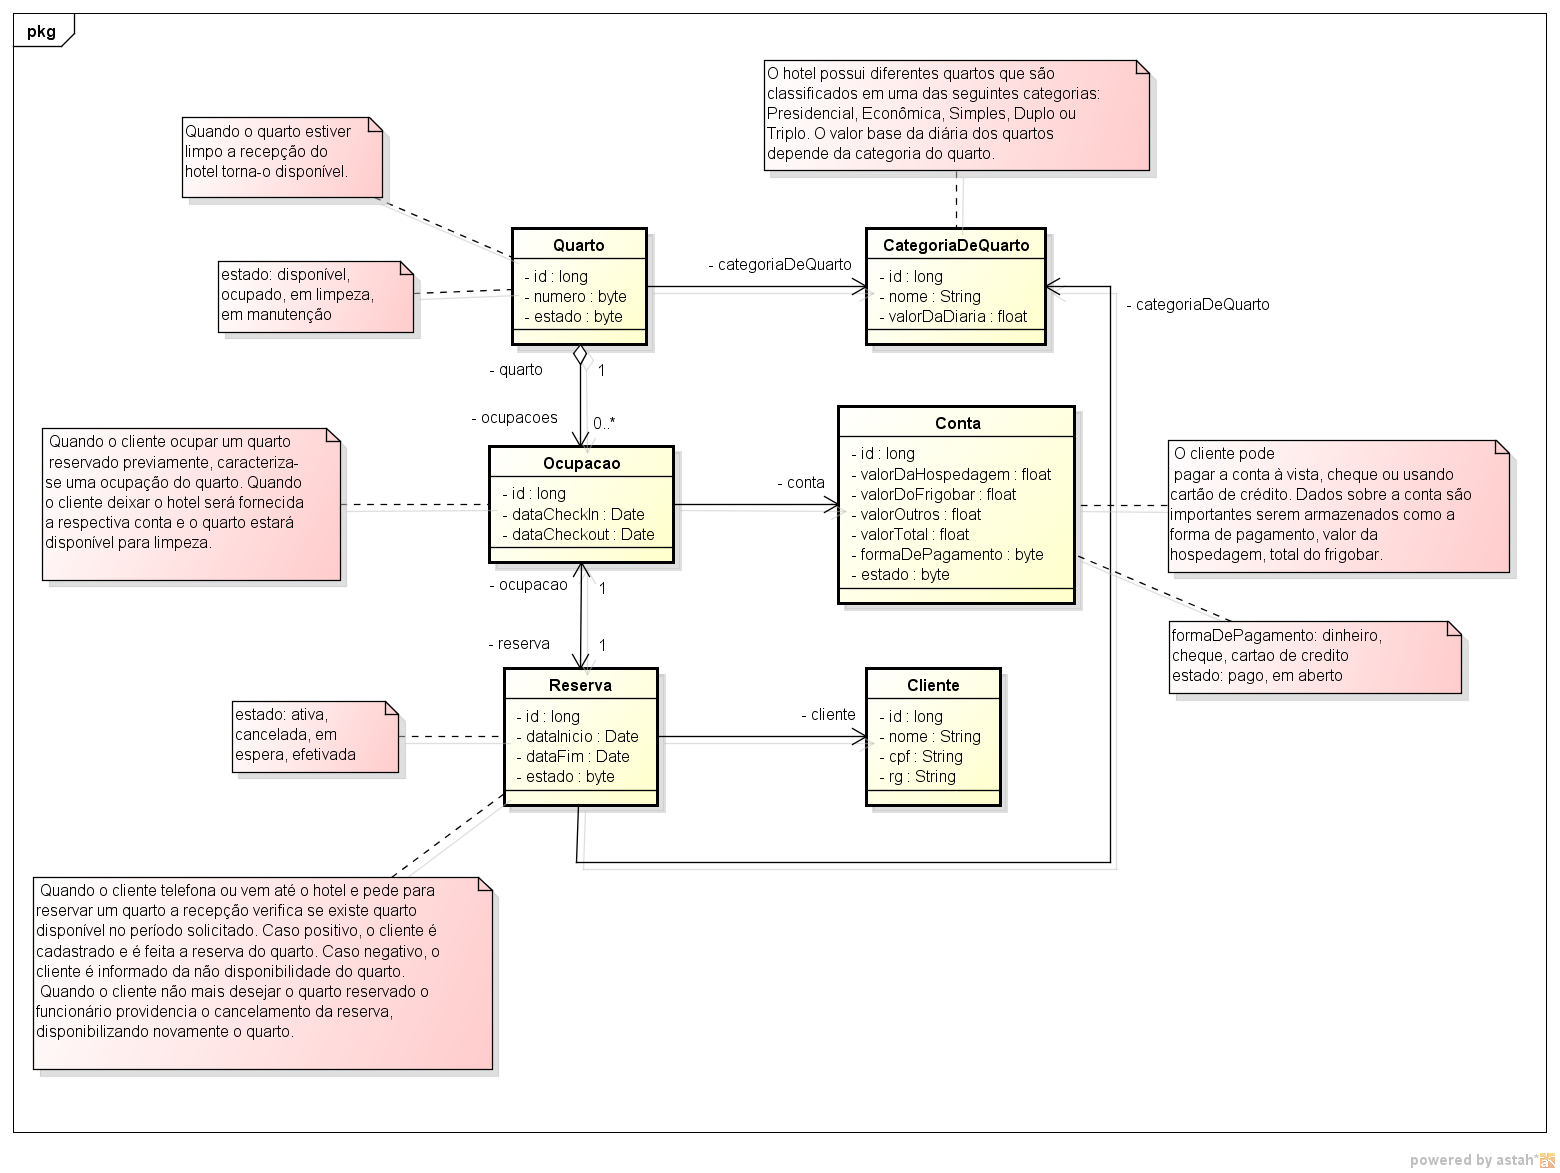 pkg
O hotel possui diferentes quartos que são
classificados em uma das seguintes categorias:
Presidencial, Econômica, Simples, Duplo ou
Triplo. O valor base da diária dos quartos
depende da categoria do quarto.
Quando o quarto estiver
limpo a recepção do
hotel torna-o disponível.
estado: disponível,
ocupado, em limpeza,
em manutenção
Quarto
- id : long
- numero : byte
- estado : byte
- categoriaDeQuarto
CategoriaDeQuarto
- id : long
- nome : String
- valorDaDiaria : float
- categoriaDeQuarto
- quarto
1
- ocupacoes
0..*
Quando o cliente ocupar um quarto
reservado previamente, caracteriza-
se uma ocupação do quarto. Quando
o cliente deixar o hotel será fornecida
a respectiva conta e o quarto estará
disponível para limpeza.
Ocupacao
- id : long
- dataCheckIn : Date
- dataCheckout : Date
- conta
Conta
- id : long
- valorDaHospedagem : float
- valorDoFrigobar : float
- valorOutros : float
- valorTotal : float
- formaDePagamento : byte
- estado : byte
O cliente pode
pagar a conta à vista, cheque ou usando
cartão de crédito. Dados sobre a conta são
importantes serem armazenados como a
forma de pagamento, valor da
hospedagem, total do frigobar.
formaDePagamento: dinheiro,
cheque, cartao de credito
estado: pago, em aberto
- ocupacao
1
- reserva
1
estado: ativa,
cancelada, em
espera, efetivada
Reserva
- id : long
- dataInicio : Date
- dataFim : Date
- estado : byte
- cliente
Cliente
- id : long
- nome : String
- cpf : String
- rg : String
Quando o cliente telefona ou vem até o hotel e pede para
reservar um quarto a recepção verifica se existe quarto
disponível no período solicitado. Caso positivo, o cliente é
cadastrado e é feita a reserva do quarto. Caso negativo, o
cliente é informado da não disponibilidade do quarto.
Quando o cliente não mais desejar o quarto reservado o
funcionário providencia o cancelamento da reserva,
disponibilizando novamente o quarto.
powered by astah*